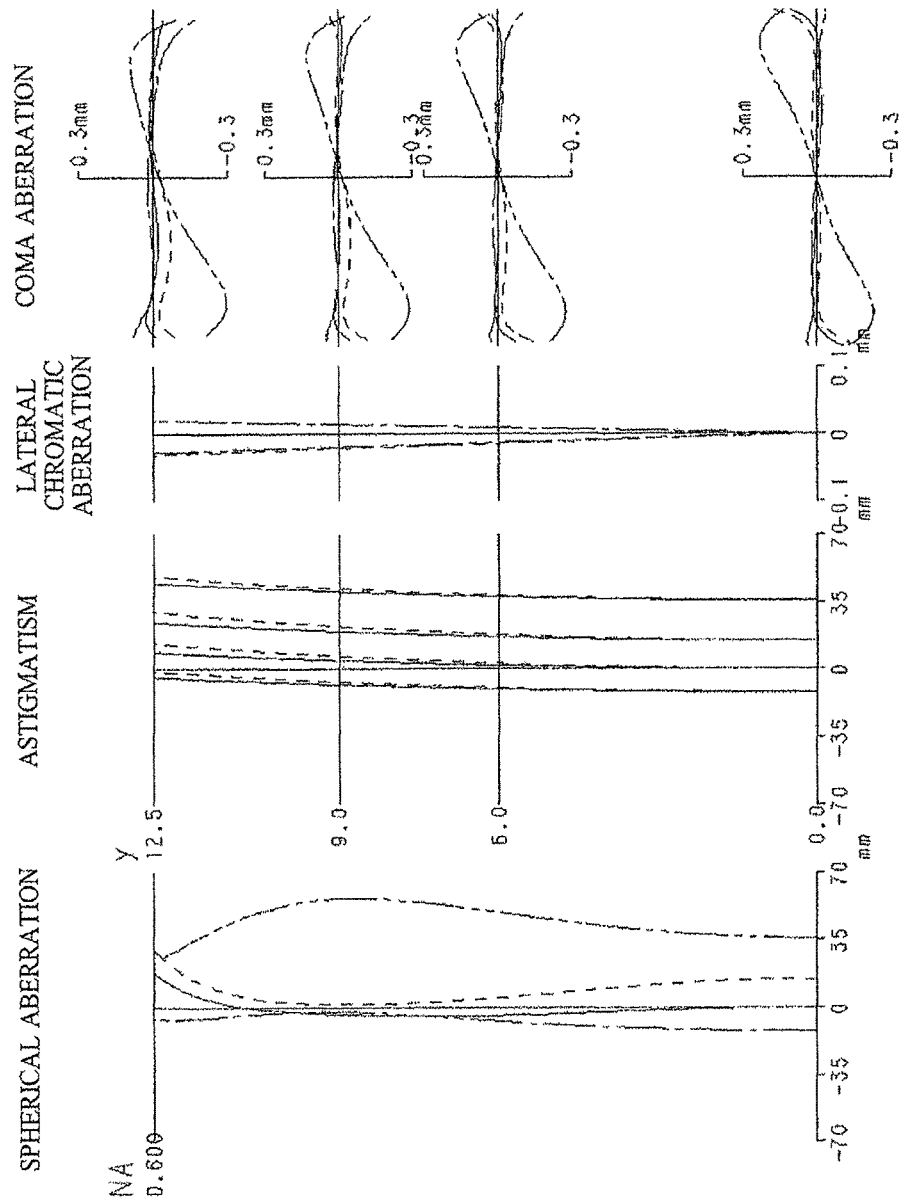 SPHERICAL ABERRATION
ASTIGMATISM
LATERAL
CHROMATIC
ABERRATION
COMA ABERRATION
NA
0.600
-70
-35
0
35
70
mm
Y
12.5
9.0
6.0
0.0
-70
-35
0
35
70
mm
-0.1
0
0.1
mm
0.3mm
-0.3
0.3mm
-0.3
0.3mm
-0.3
0.3mm
-0.3